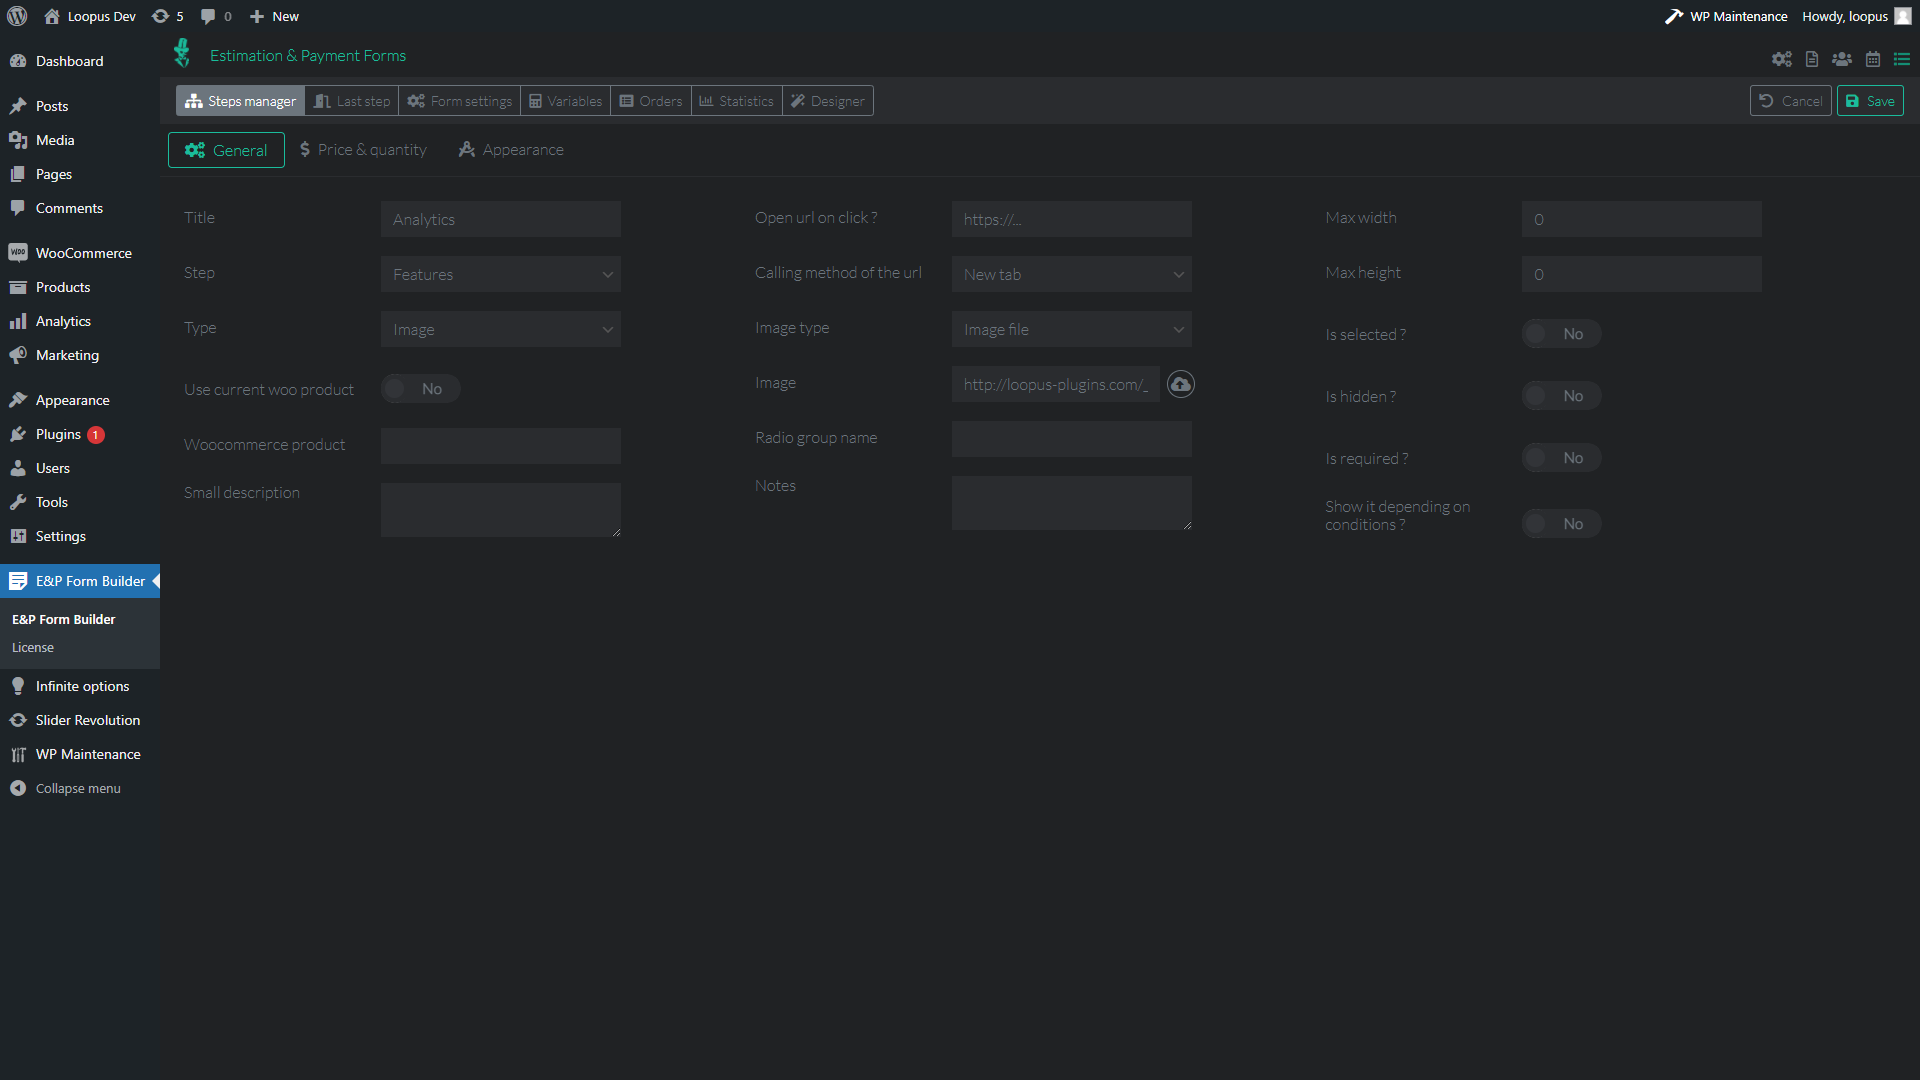 Loopus Dev 5 0 New WP Maintenance Howdy, loopus
Estimation & Payment Forms
Steps manager Last step Form settings Variables Orders Statistics Designer Cancel Save
General Price & quantity Appearance
Dashboard
Posts
Media
Pages
Comments
WooCommerce
Products
Analytics
Marketing
Appearance
Plugins 1
Users
Tools
Settings
E&P Form Builder
E&P Form Builder
License
Infinite options
Slider Revolution
WP Maintenance
Collapse menu
Title Analytics
Step Features
Type Image
Use current woo product No
Woocommerce product
Small description
Open url on click ? https://...
Calling method of the url New tab
Image type Image file
Image http://loopus-plugins.com/_
Radio group name
Notes
Max width 0
Max height 0
Is selected ? No
Is hidden ? No
Is required ? No
Show it depending on
conditions ? No